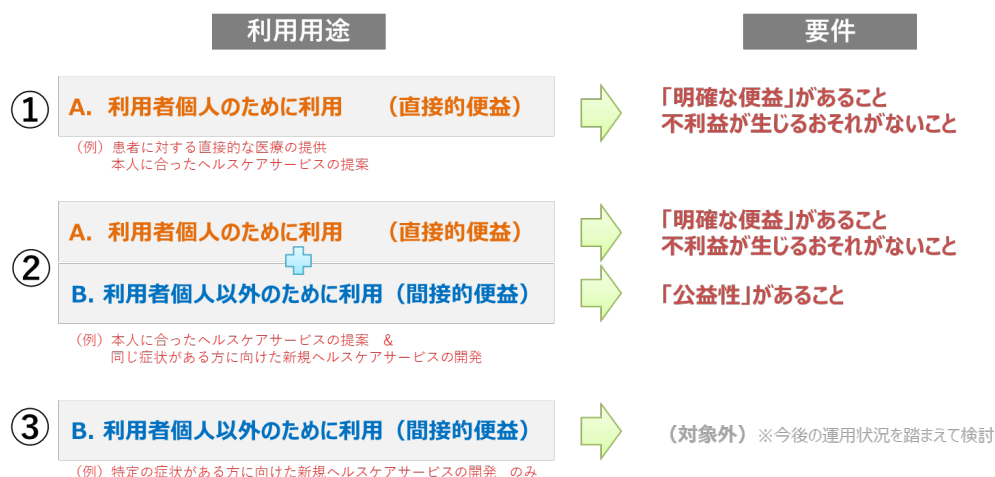 利用用途
要件
①
A. 利用者個人のために利用 (直接的便益)
「明確な便益」があること
不利益が生じるおそれがないこと
(例) 患者に対する直接的な医療の提供
本人に合ったヘルスケアサービスの提案
②
A. 利用者個人のために利用 (直接的便益)
「明確な便益」があること
不利益が生じるおそれがないこと
B. 利用者個人以外のために利用 (間接的便益)
「公益性」があること
(例) 本人に合ったヘルスケアサービスの提案 &
同じ症状がある方に向けた新規ヘルスケアサービスの開発
③
B. 利用者個人以外のために利用 (間接的便益)
(対象外) ※今後の運用状況を踏まえて検討
(例) 特定の症状がある方に向けた新規ヘルスケアサービスの開発 のみ